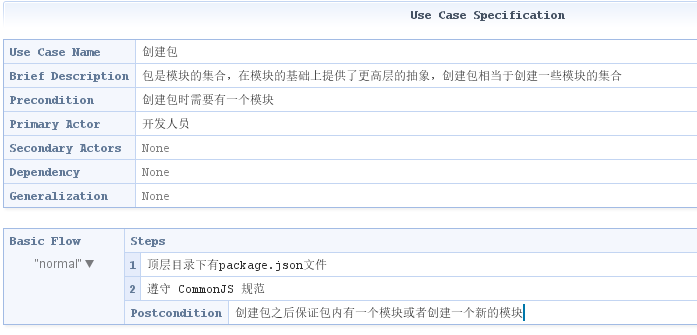 Use Case Specification
Use Case Name 创建包
Brief Description 包是模块的集合，在模块的基础上提供了更高层的抽象，创建包相当于创建一些模块的集合
Precondition 创建包时需要有一个模块
Primary Actor 开发人员
Secondary Actors None
Dependency None
Generalization None
Basic Flow Steps
"normal" ▼
1 顶层目录下有package.json文件
2 遵守 CommonJS 规范
Postcondition 创建包之后保证包内有一个模块或者创建一个新的模块